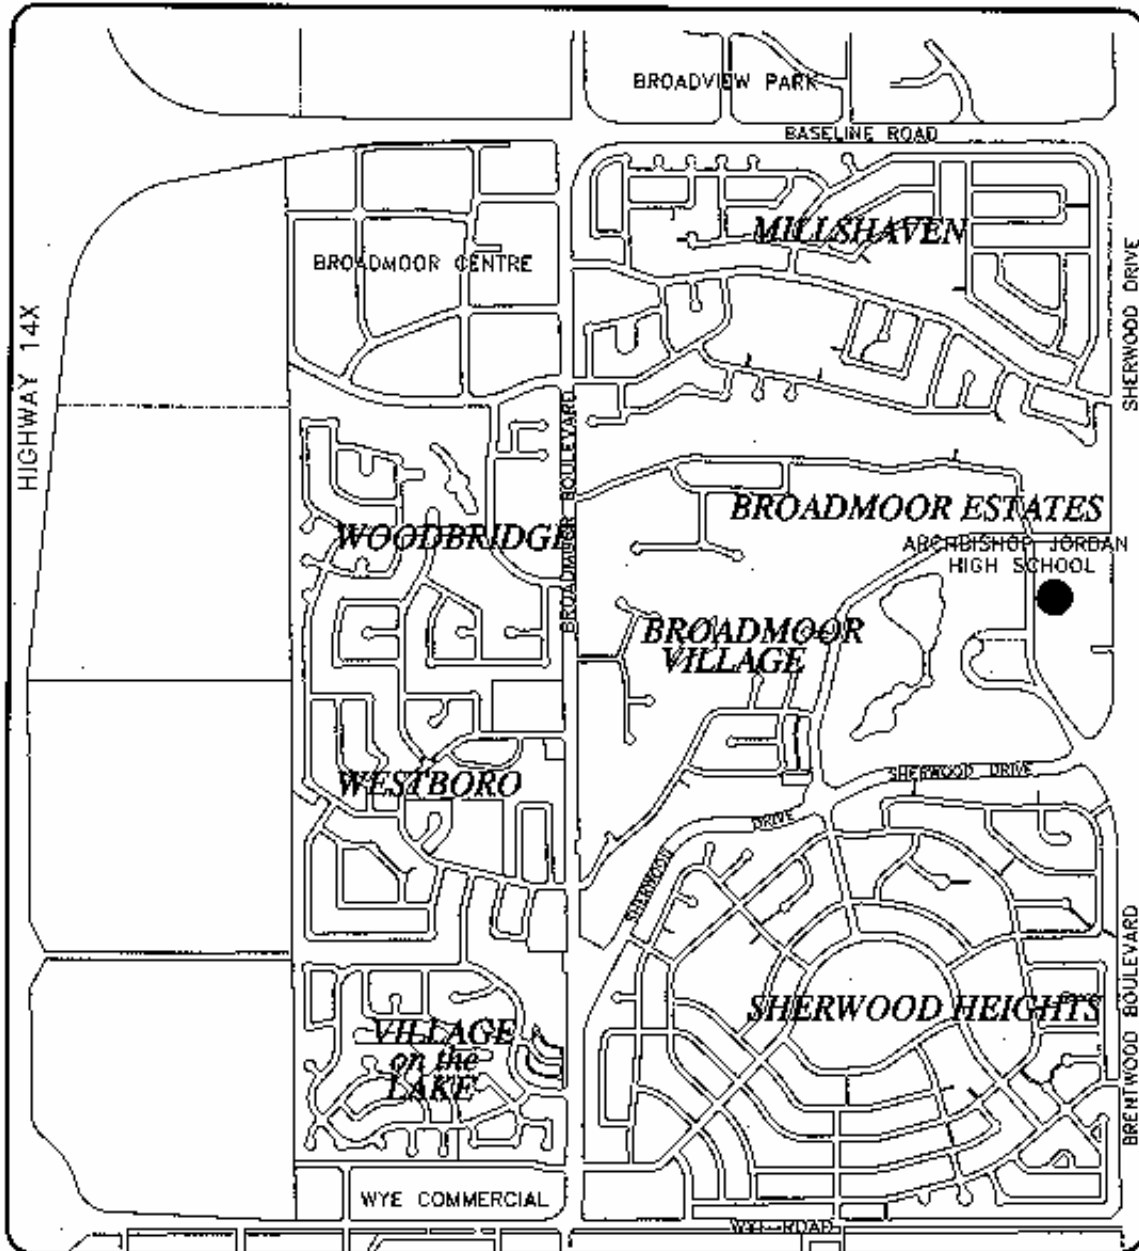 BROADVIEW PARK
BASELINE ROAD
MILLSHAVEN
BROADMOOR CENTRE
SHERWOOD DRIVE
HIGHWAY 14X
BROADMOOR BOULEVARD
BROADMOOR ESTATES
WOODBRIDGE
ARCHBISHOP JORDAN
HIGH SCHOOL
BROADMOOR
VILLAGE
SHERWOOD DRIVE
WESTBORO
SHERWOOD DRIVE
BRENTWOOD BOULEVARD
SHERWOOD HEIGHTS
VILLAGE
on the
LAKE
WYE COMMERCIAL
WYE ROAD